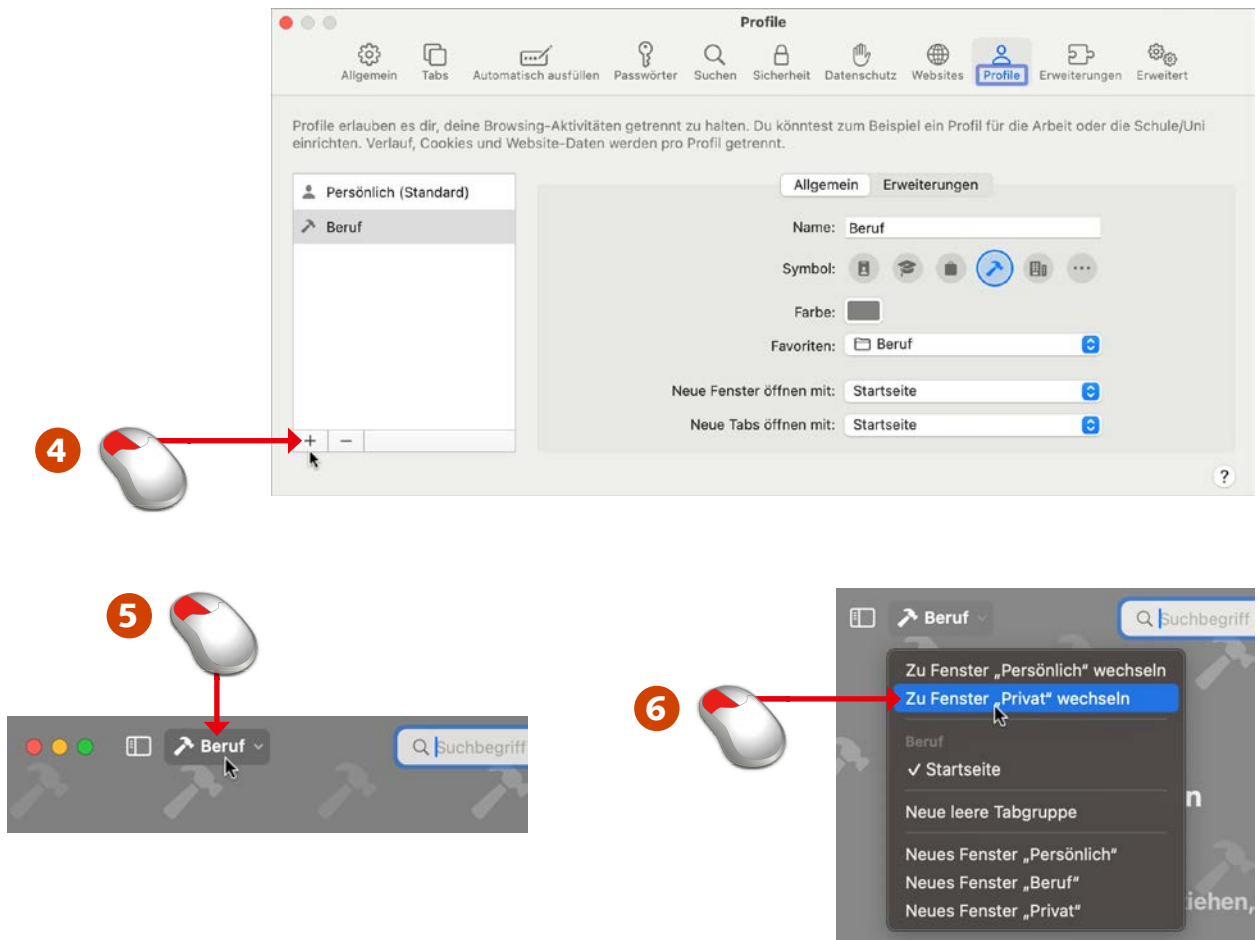 Profile
Allgemein Tabs Automatisch ausfüllen Passwörter Suchen Sicherheit Datenschutz Websites Profile Erweiterungen Erweitert
Profile erlauben es dir, deine Browsing-Aktivitäten getrennt zu halten. Du könntest zum Beispiel ein Profil für die Arbeit oder die Schule/Uni
einrichten. Verlauf, Cookies und Website-Daten werden pro Profil getrennt.
Persönlich (Standard)
Beruf
Allgemein Erweiterungen
Name: Beruf
Symbol:
Farbe:
Favoriten: Beruf
Neue Fenster öffnen mit: Startseite
Neue Tabs öffnen mit: Startseite
+ −
?
4
5
Beruf
Suchbegriff
6
Beruf
Suchbegriff
Zu Fenster „Persönlich“ wechseln
Zu Fenster „Privat“ wechseln
Beruf
✓ Startseite
Neue leere Tabgruppe
Neues Fenster „Persönlich“
Neues Fenster „Beruf“
Neues Fenster „Privat“
n
iehen,